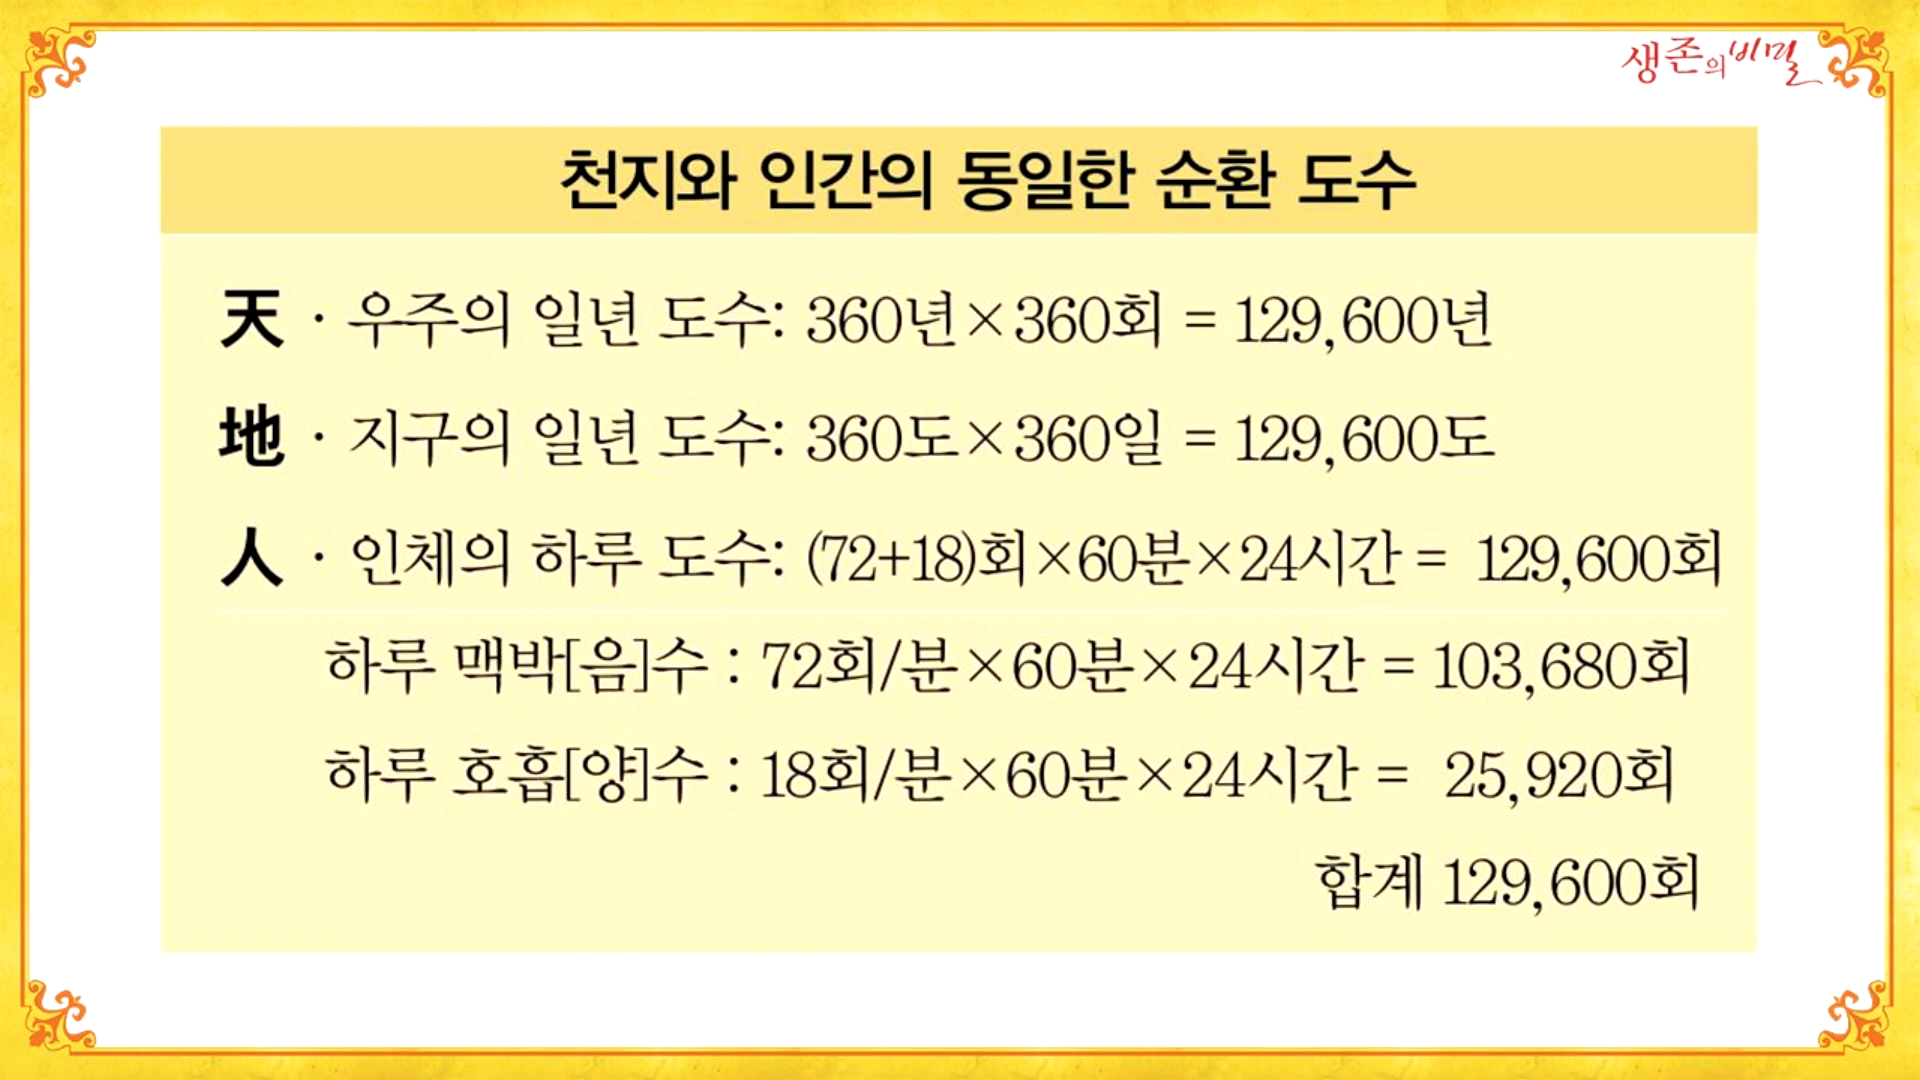 생존의 비밀
천지와 인간의 동일한 순환 도수
天 · 우주의 일년 도수: 360년×360회 = 129,600년
地 · 지구의 일년 도수: 360도×360일 = 129,600도
人 · 인체의 하루 도수: (72+18)회×60분×24시간 = 129,600회
하루 맥박[음]수 : 72회/분×60분×24시간 = 103,680회
하루 호흡[양]수 : 18회/분×60분×24시간 = 25,920회
합계 129,600회